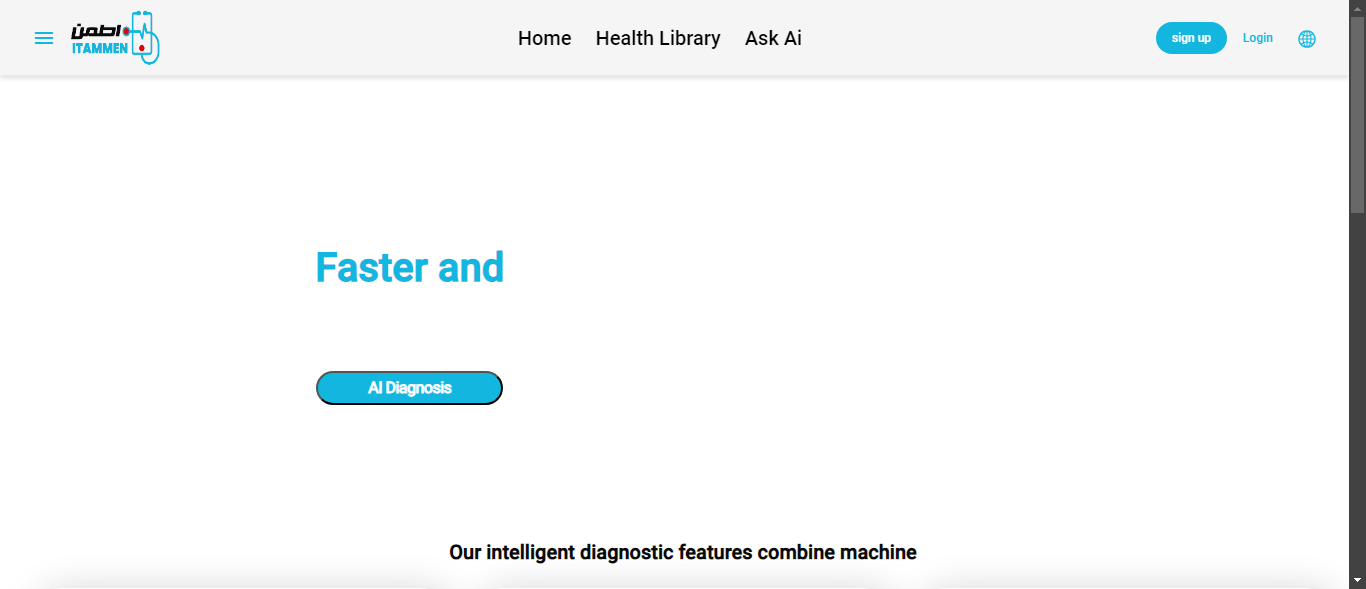 اطمن
ITAMMEN
Home Health Library Ask Ai
sign up Login
Faster and
AI Diagnosis
Our intelligent diagnostic features combine machine